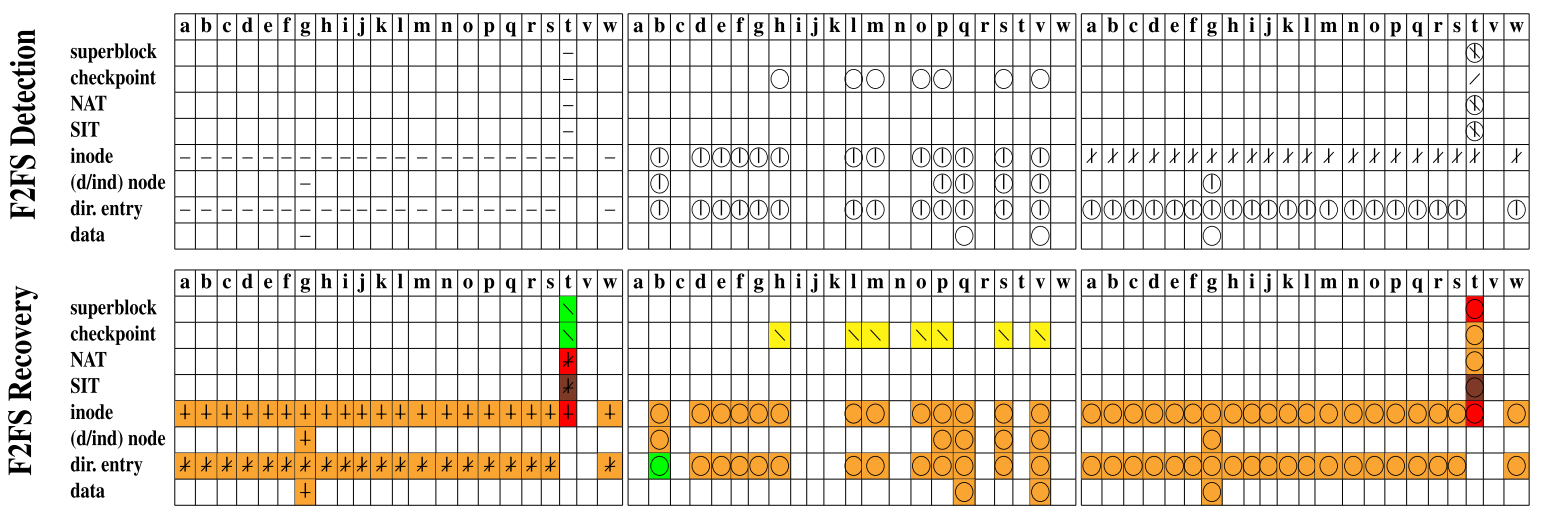 F2FS Detection
a b c d e f g h i j k l m n o p q r s t v w a b c d e f g h i j k l m n o p q r s t v w a b c d e f g h i j k l m n o p q r s t v w
superblock
checkpoint
NAT
SIT
inode
(d/ind) node
dir. entry
data
F2FS Recovery
a b c d e f g h i j k l m n o p q r s t v w a b c d e f g h i j k l m n o p q r s t v w a b c d e f g h i j k l m n o p q r s t v w
superblock
checkpoint
NAT
SIT
inode
(d/ind) node
dir. entry
data